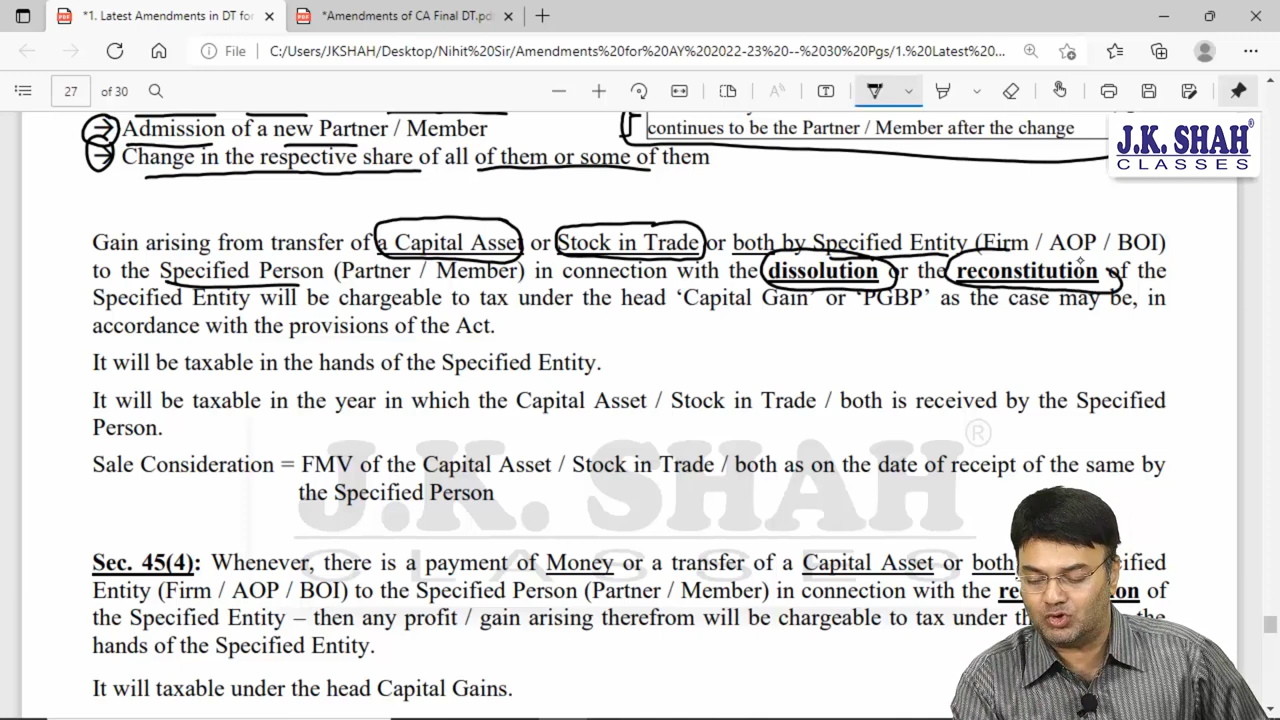 *1. Latest Amendments in DT for
*Amendments of CA Final DT.pd
File
C:/Users/JKSHAH/Desktop/Nihit%20Sir/Amendments%20for%20AY%202022-23%20--%2030%20Pgs/1.%20Latest%20...
27 of 30
Admission of a new Partner / Member
continues to be the Partner / Member after the change
Change in the respective share of all of them or some of them
J.K. SHAH®
CLASSES
Gain arising from transfer of a Capital Asset or Stock in Trade or both by Specified Entity (Firm / AOP / BOI)
to the Specified Person (Partner / Member) in connection with the dissolution or the reconstitution of the
Specified Entity will be chargeable to tax under the head ‘Capital Gain’ or ‘PGBP’ as the case may be, in
accordance with the provisions of the Act.
It will be taxable in the hands of the Specified Entity.
It will be taxable in the year in which the Capital Asset / Stock in Trade / both is received by the Specified
Person.
Sale Consideration = FMV of the Capital Asset / Stock in Trade / both as on the date of receipt of the same by
the Specified Person
J.K. SHAH®
CLASSES
Sec. 45(4): Whenever, there is a payment of Money or a transfer of a Capital Asset or both
Entity (Firm / AOP / BOI) to the Specified Person (Partner / Member) in connection with the of
the Specified Entity – then any profit / gain arising therefrom will be chargeable to tax under the
hands of the Specified Entity.
It will taxable under the head Capital Gains.